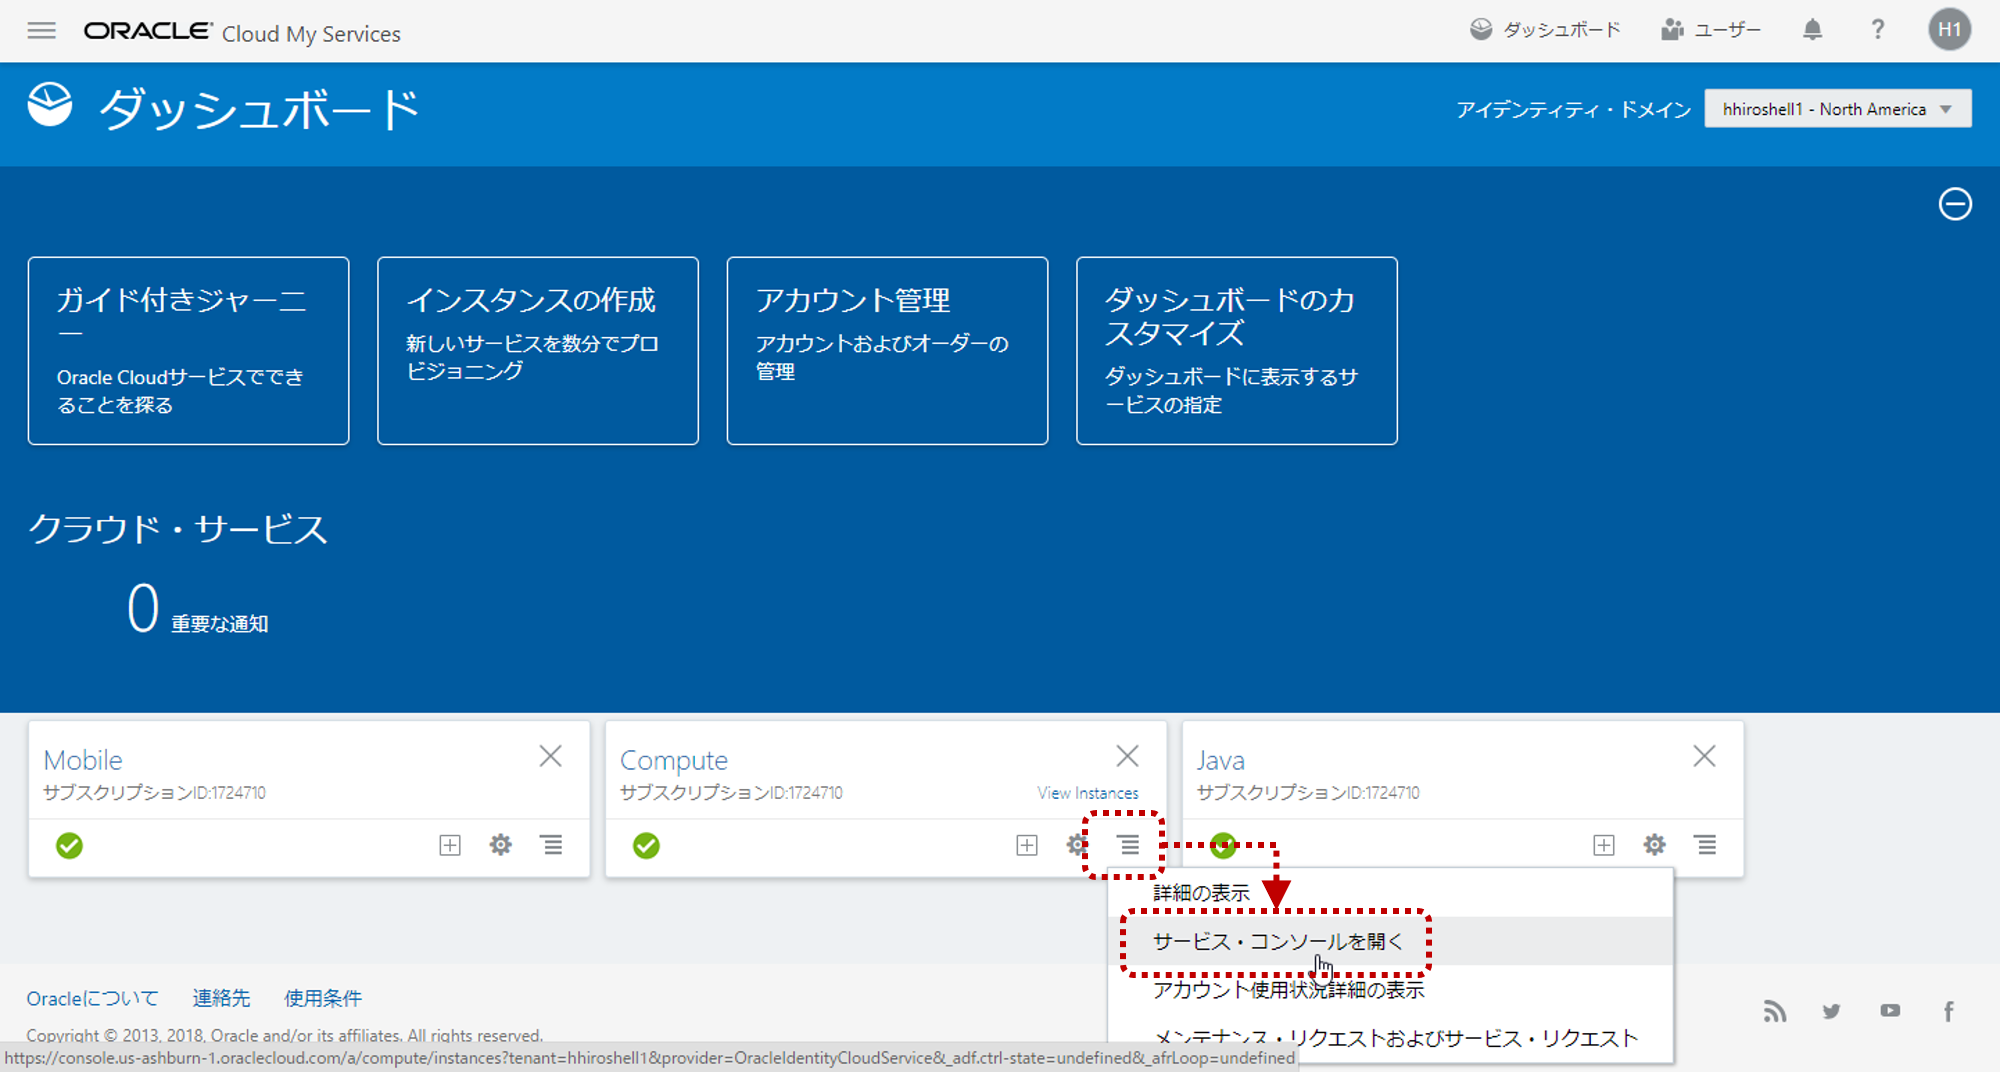 ORACLE Cloud My Services
ダッシュボード
ユーザー
?
H1
ダッシュボード
アイデンティティ・ドメイン
hhiroshell1 - North America
ガイド付きジャーニ
ー
Oracle Cloudサービスででき
ることを探る
インスタンスの作成
新しいサービスを数分でプロ
ビジョニング
アカウント管理
アカウントおよびオーダーの
管理
ダッシュボードのカ
スタマイズ
ダッシュボードに表示するサ
ービスの指定
クラウド・サービス
0 重要な通知
Mobile
サブスクリプションID:1724710
Compute
サブスクリプションID:1724710
View Instances
Java
サブスクリプションID:1724710
詳細の表示
サービス・コンソールを開く
アカウント使用状況詳細の表示
メンテナンス・リクエストおよびサービス・リクエスト
Oracleについて
連絡先
使用条件
Copyright © 2013, 2018, Oracle and/or its affiliates. All rights reserved.
https://console.us-ashburn-1.oraclecloud.com/a/compute/instances?tenant=hhiroshell1&provider=OracleIdentityCloudService&_adf.ctrl-state=undefined&_afrLoop=undefined